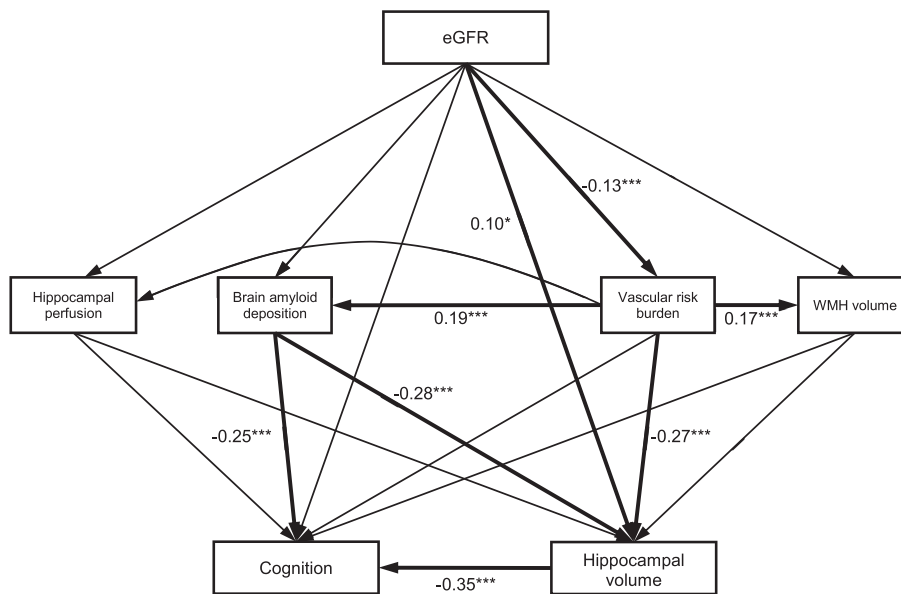 eGFR
-0.13***
0.10*
Hippocampal
perfusion
Brain amyloid
deposition
Vascular risk
burden
WMH volume
0.19***
0.17***
-0.28***
-0.25***
-0.27***
Cognition
Hippocampal
volume
-0.35***